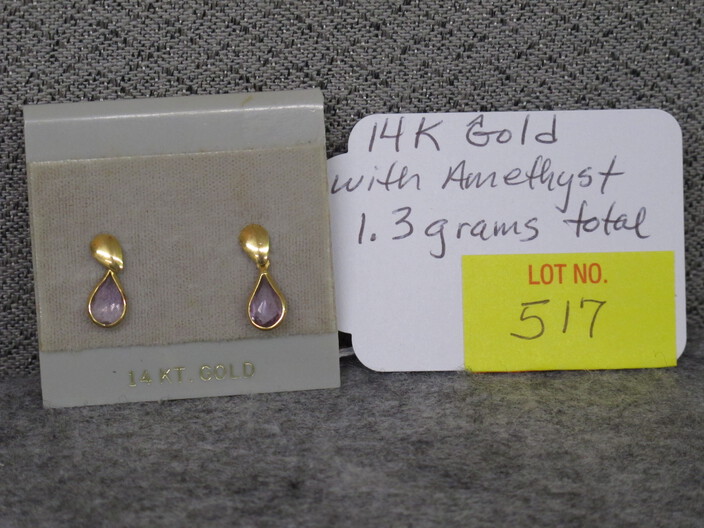 14K Gold
with Amethyst
1.3 grams total
LOT NO.
517
14 KT. GOLD